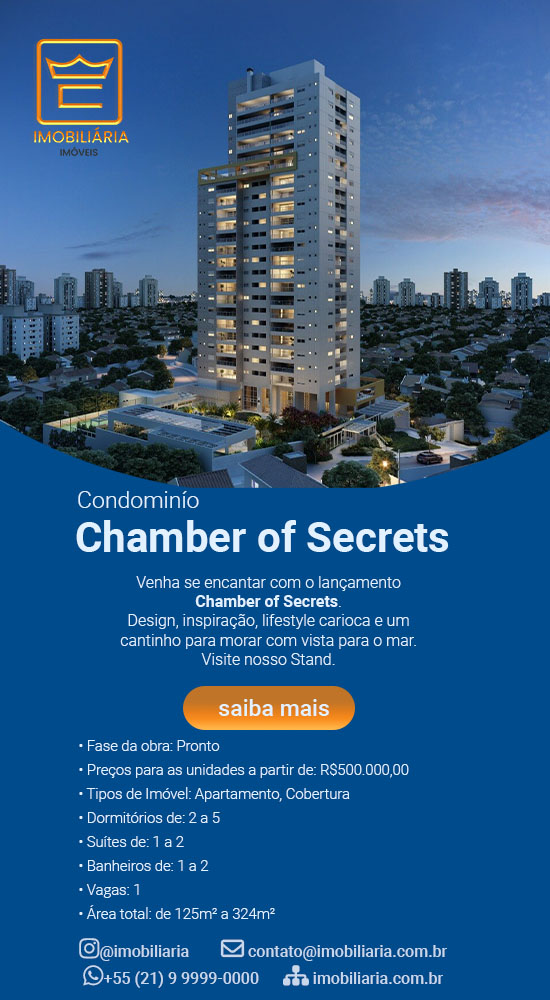 IMOBILIÁRIA
IMÓVEIS
Condominío
Chamber of Secrets
Venha se encantar com o lançamento
Chamber of Secrets.
Design, inspiração, lifestyle carioca e um
cantinho para morar com vista para o mar.
Visite nosso Stand.
saiba mais
• Fase da obra: Pronto
• Preços para as unidades a partir de: R$500.000,00
• Tipos de Imóvel: Apartamento, Cobertura
• Dormitórios de: 2 a 5
• Suítes de: 1 a 2
• Banheiros de: 1 a 2
• Vagas: 1
• Área total: de 125m² a 324m²
@imobiliaria contato@imobiliaria.com.br
+55 (21) 9 9999-0000 imobiliaria.com.br